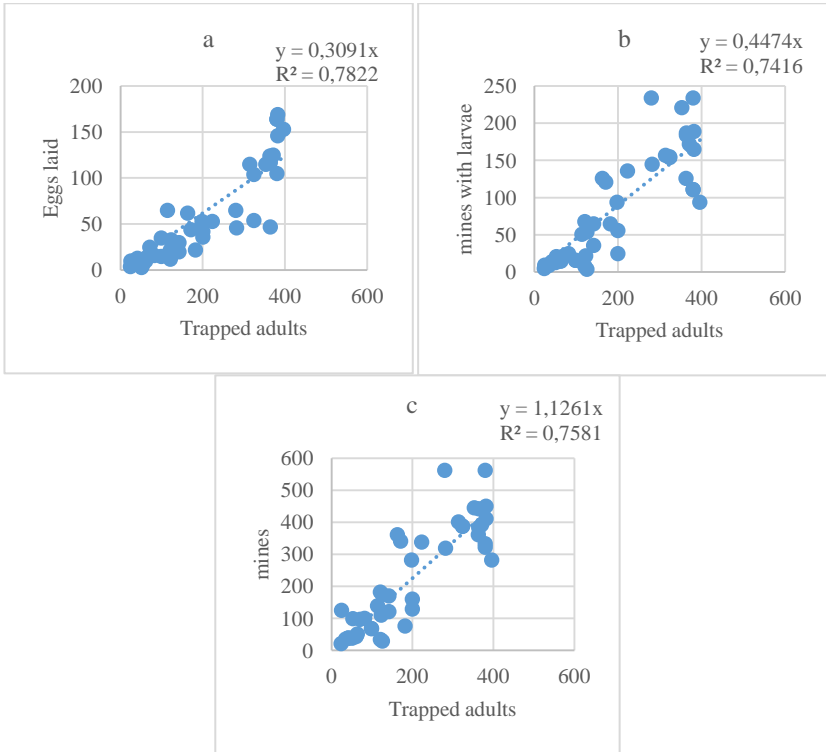 a
y = 0,3091x
R² = 0,7822
Eggs laid
200
150
100
50
0
0 200 400 600
Trapped adults
b
y = 0,4474x
R² = 0,7416
mines with larvae
250
200
150
100
50
0
0 200 400 600
Trapped adults
c
y = 1,1261x
R² = 0,7581
mines
600
500
400
300
200
100
0
0 200 400 600
Trapped adults